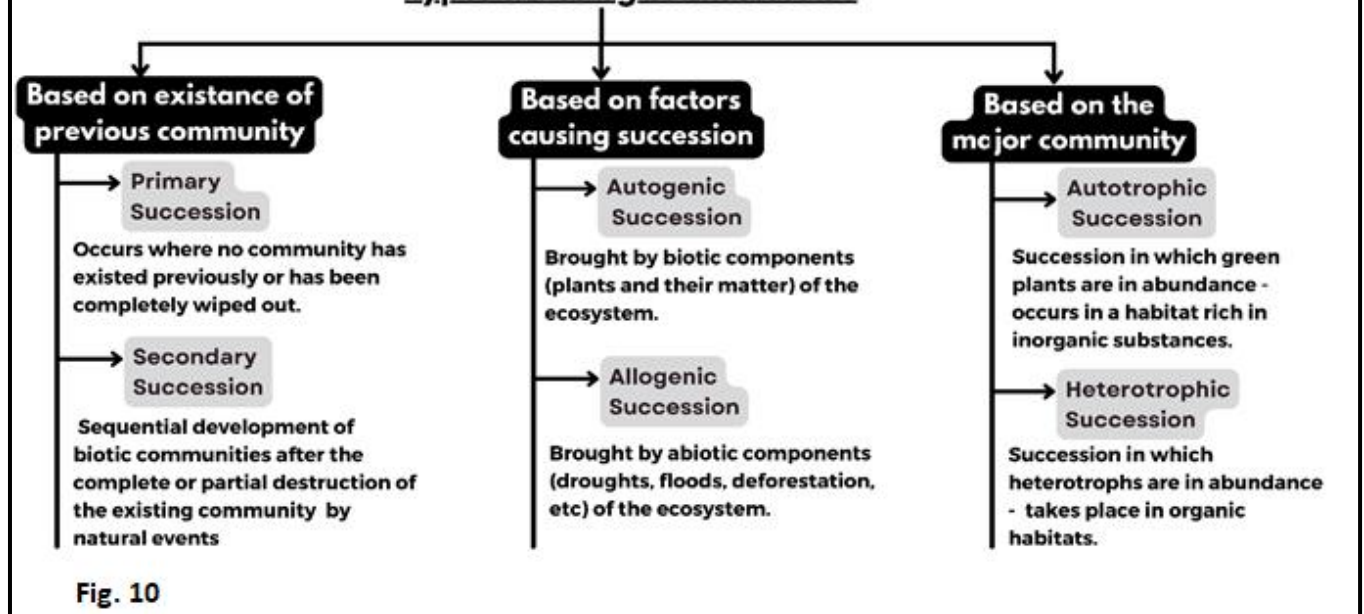 Based on existance of
previous community
Primary
Succession
Occurs where no community has
existed previously or has been
completely wiped out.
Secondary
Succession
Sequential development of
biotic communities after the
complete or partial destruction of
the existing community by
natural events
Based on factors
causing succession
Autogenic
Succession
Brought by biotic components
(plants and their matter) of the
ecosystem.
Allogenic
Succession
Brought by abiotic components
(droughts, floods, deforestation,
etc) of the ecosystem.
Based on the
major community
Autotrophic
Succession
Succession in which green
plants are in abundance -
occurs in a habitat rich in
inorganic substances.
Heterotrophic
Succession
Succession in which
heterotrophs are in abundance
- takes place in organic
habitats.
Fig. 10